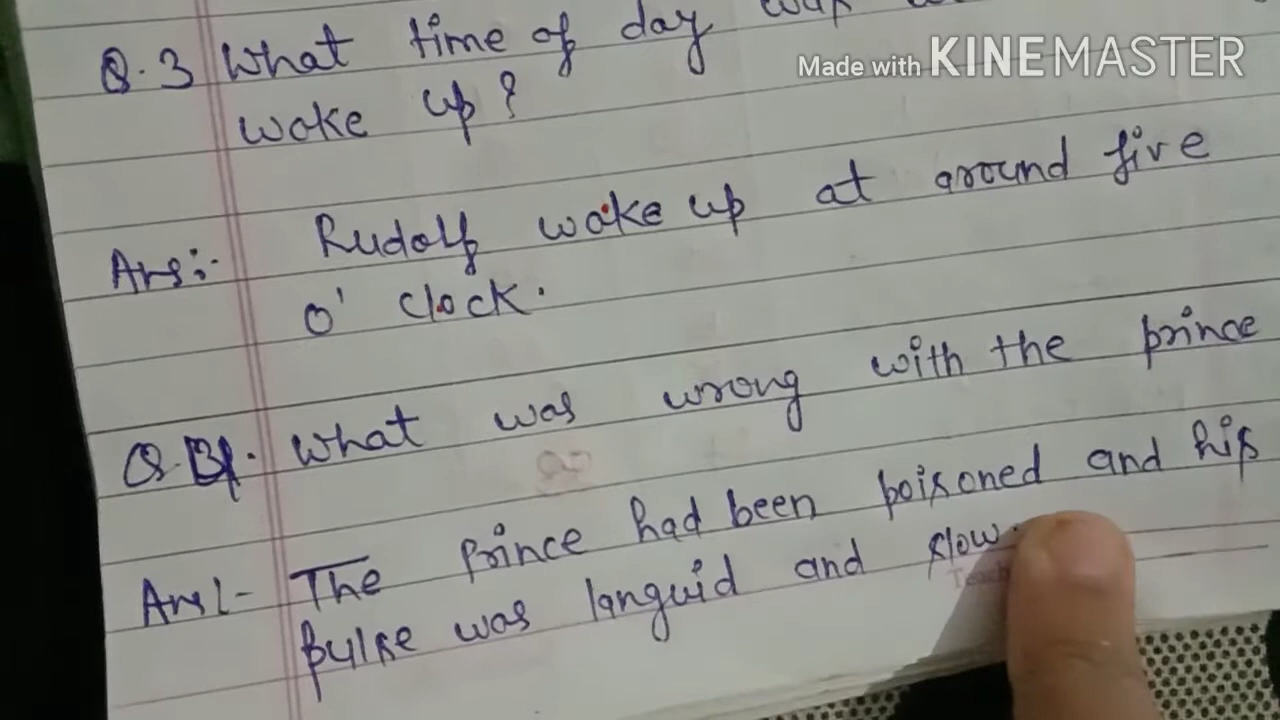 Q.3 What time of day was
Made with KINEMASTER
woke up?
Ans:- Rudolf woke up at around five
o' clock.
Q. What was wrong with the prince
Ans:- The Prince had been poisoned and his
pulse was languid and slow.